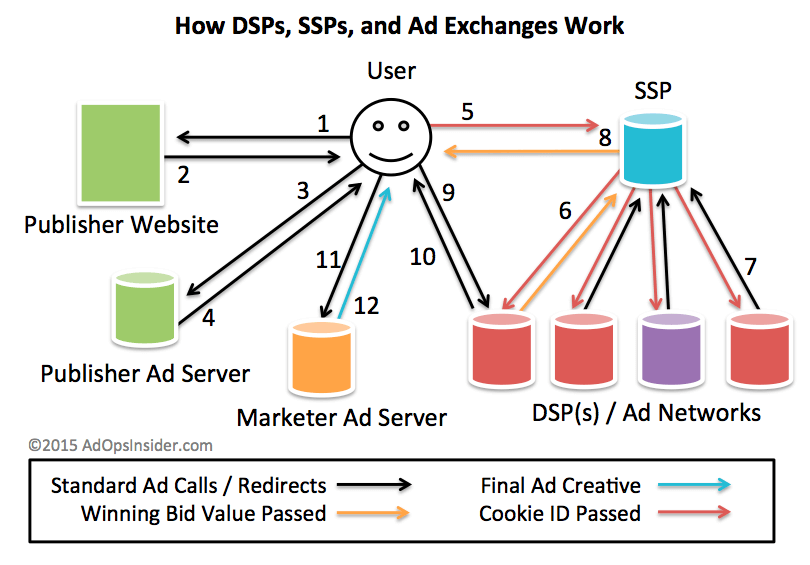 How DSPs, SSPs, and Ad Exchanges Work
User
SSP
1
5
8
2
Publisher Website
3
9
6
11
10
7
4
12
Publisher Ad Server
Marketer Ad Server
DSP(s) / Ad Networks
©2015 AdOpsInsider.com
Standard Ad Calls / Redirects
Final Ad Creative
Winning Bid Value Passed
Cookie ID Passed